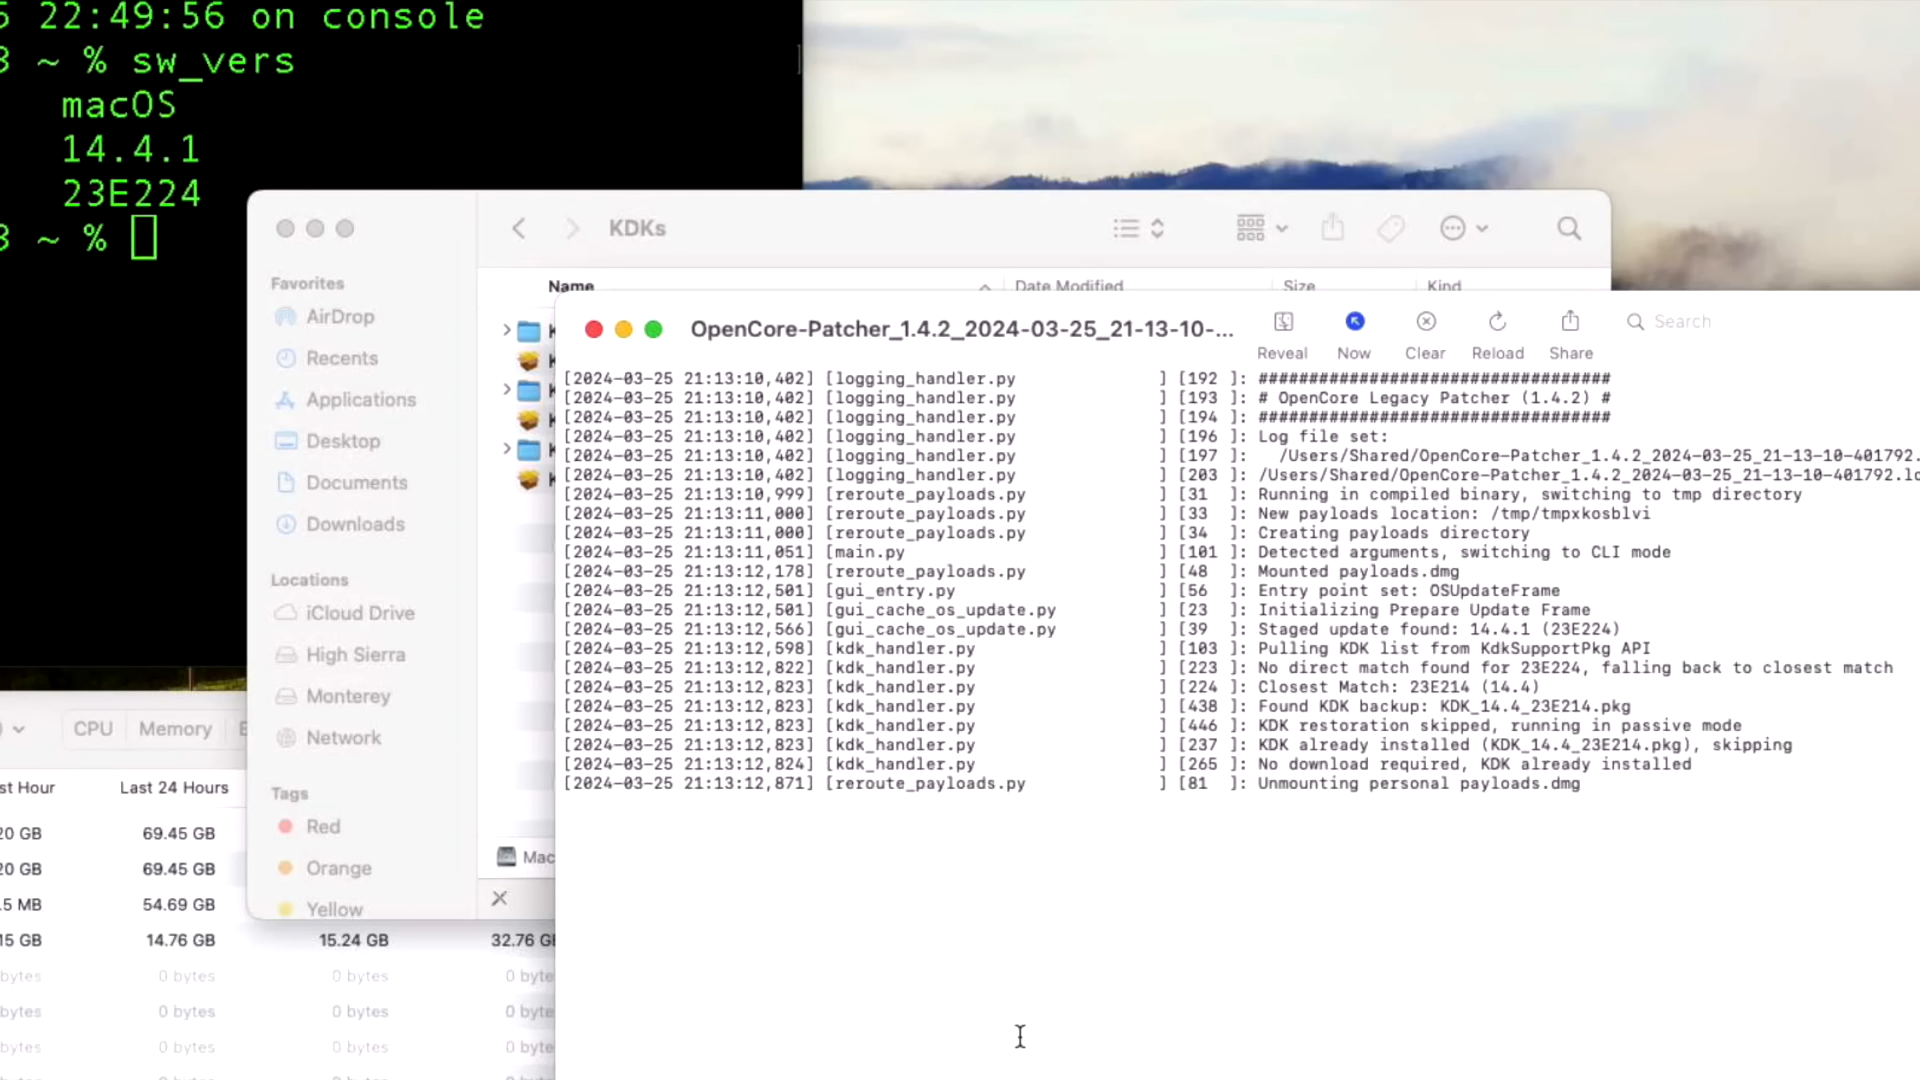 22:49:56 on console
~ % sw_vers
macOS
14.4.1
23E224
~ %
KDKs
Favorites
AirDrop
Recents
Applications
Desktop
Documents
Downloads
Locations
iCloud Drive
High Sierra
Monterey
Network
Tags
Red
Orange
Yellow
Name
Date Modified
Size
Kind
Mac
OpenCore-Patcher_1.4.2_2024-03-25_21-13-10-...
Reveal
Now
Clear
Reload
Share
Search
[2024-03-25 21:13:10,402] [logging_handler.py ] [192 ]: ###################################
[2024-03-25 21:13:10,402] [logging_handler.py ] [193 ]: # OpenCore Legacy Patcher (1.4.2) #
[2024-03-25 21:13:10,402] [logging_handler.py ] [194 ]: ###################################
[2024-03-25 21:13:10,402] [logging_handler.py ] [196 ]: Log file set:
[2024-03-25 21:13:10,402] [logging_handler.py ] [197 ]: /Users/Shared/OpenCore-Patcher_1.4.2_2024-03-25_21-13-10-401792.
[2024-03-25 21:13:10,402] [logging_handler.py ] [203 ]: /Users/Shared/OpenCore-Patcher_1.4.2_2024-03-25_21-13-10-401792.lo
[2024-03-25 21:13:10,999] [reroute_payloads.py ] [31 ]: Running in compiled binary, switching to tmp directory
[2024-03-25 21:13:11,000] [reroute_payloads.py ] [33 ]: New payloads location: /tmp/tmpxkosblvi
[2024-03-25 21:13:11,000] [reroute_payloads.py ] [34 ]: Creating payloads directory
[2024-03-25 21:13:11,051] [main.py ] [101 ]: Detected arguments, switching to CLI mode
[2024-03-25 21:13:12,178] [reroute_payloads.py ] [48 ]: Mounted payloads.dmg
[2024-03-25 21:13:12,501] [gui_entry.py ] [56 ]: Entry point set: OSUpdateFrame
[2024-03-25 21:13:12,501] [gui_cache_os_update.py ] [23 ]: Initializing Prepare Update Frame
[2024-03-25 21:13:12,566] [gui_cache_os_update.py ] [39 ]: Staged update found: 14.4.1 (23E224)
[2024-03-25 21:13:12,598] [kdk_handler.py ] [103 ]: Pulling KDK list from KdkSupportPkg API
[2024-03-25 21:13:12,822] [kdk_handler.py ] [223 ]: No direct match found for 23E224, falling back to closest match
[2024-03-25 21:13:12,823] [kdk_handler.py ] [224 ]: Closest Match: 23E214 (14.4)
[2024-03-25 21:13:12,823] [kdk_handler.py ] [438 ]: Found KDK backup: KDK_14.4_23E214.pkg
[2024-03-25 21:13:12,823] [kdk_handler.py ] [446 ]: KDK restoration skipped, running in passive mode
[2024-03-25 21:13:12,823] [kdk_handler.py ] [237 ]: KDK already installed (KDK_14.4_23E214.pkg), skipping
[2024-03-25 21:13:12,824] [kdk_handler.py ] [265 ]: No download required, KDK already installed
[2024-03-25 21:13:12,871] [reroute_payloads.py ] [81 ]: Unmounting personal payloads.dmg
CPU
Memory
st Hour Last 24 Hours
20 GB 69.45 GB
20 GB 69.45 GB
.5 MB 54.69 GB
15 GB 14.76 GB 15.24 GB 32.76 GB
bytes 0 bytes 0 bytes 0 byte
bytes 0 bytes 0 bytes 0 byte
bytes 0 bytes 0 bytes 0 byte